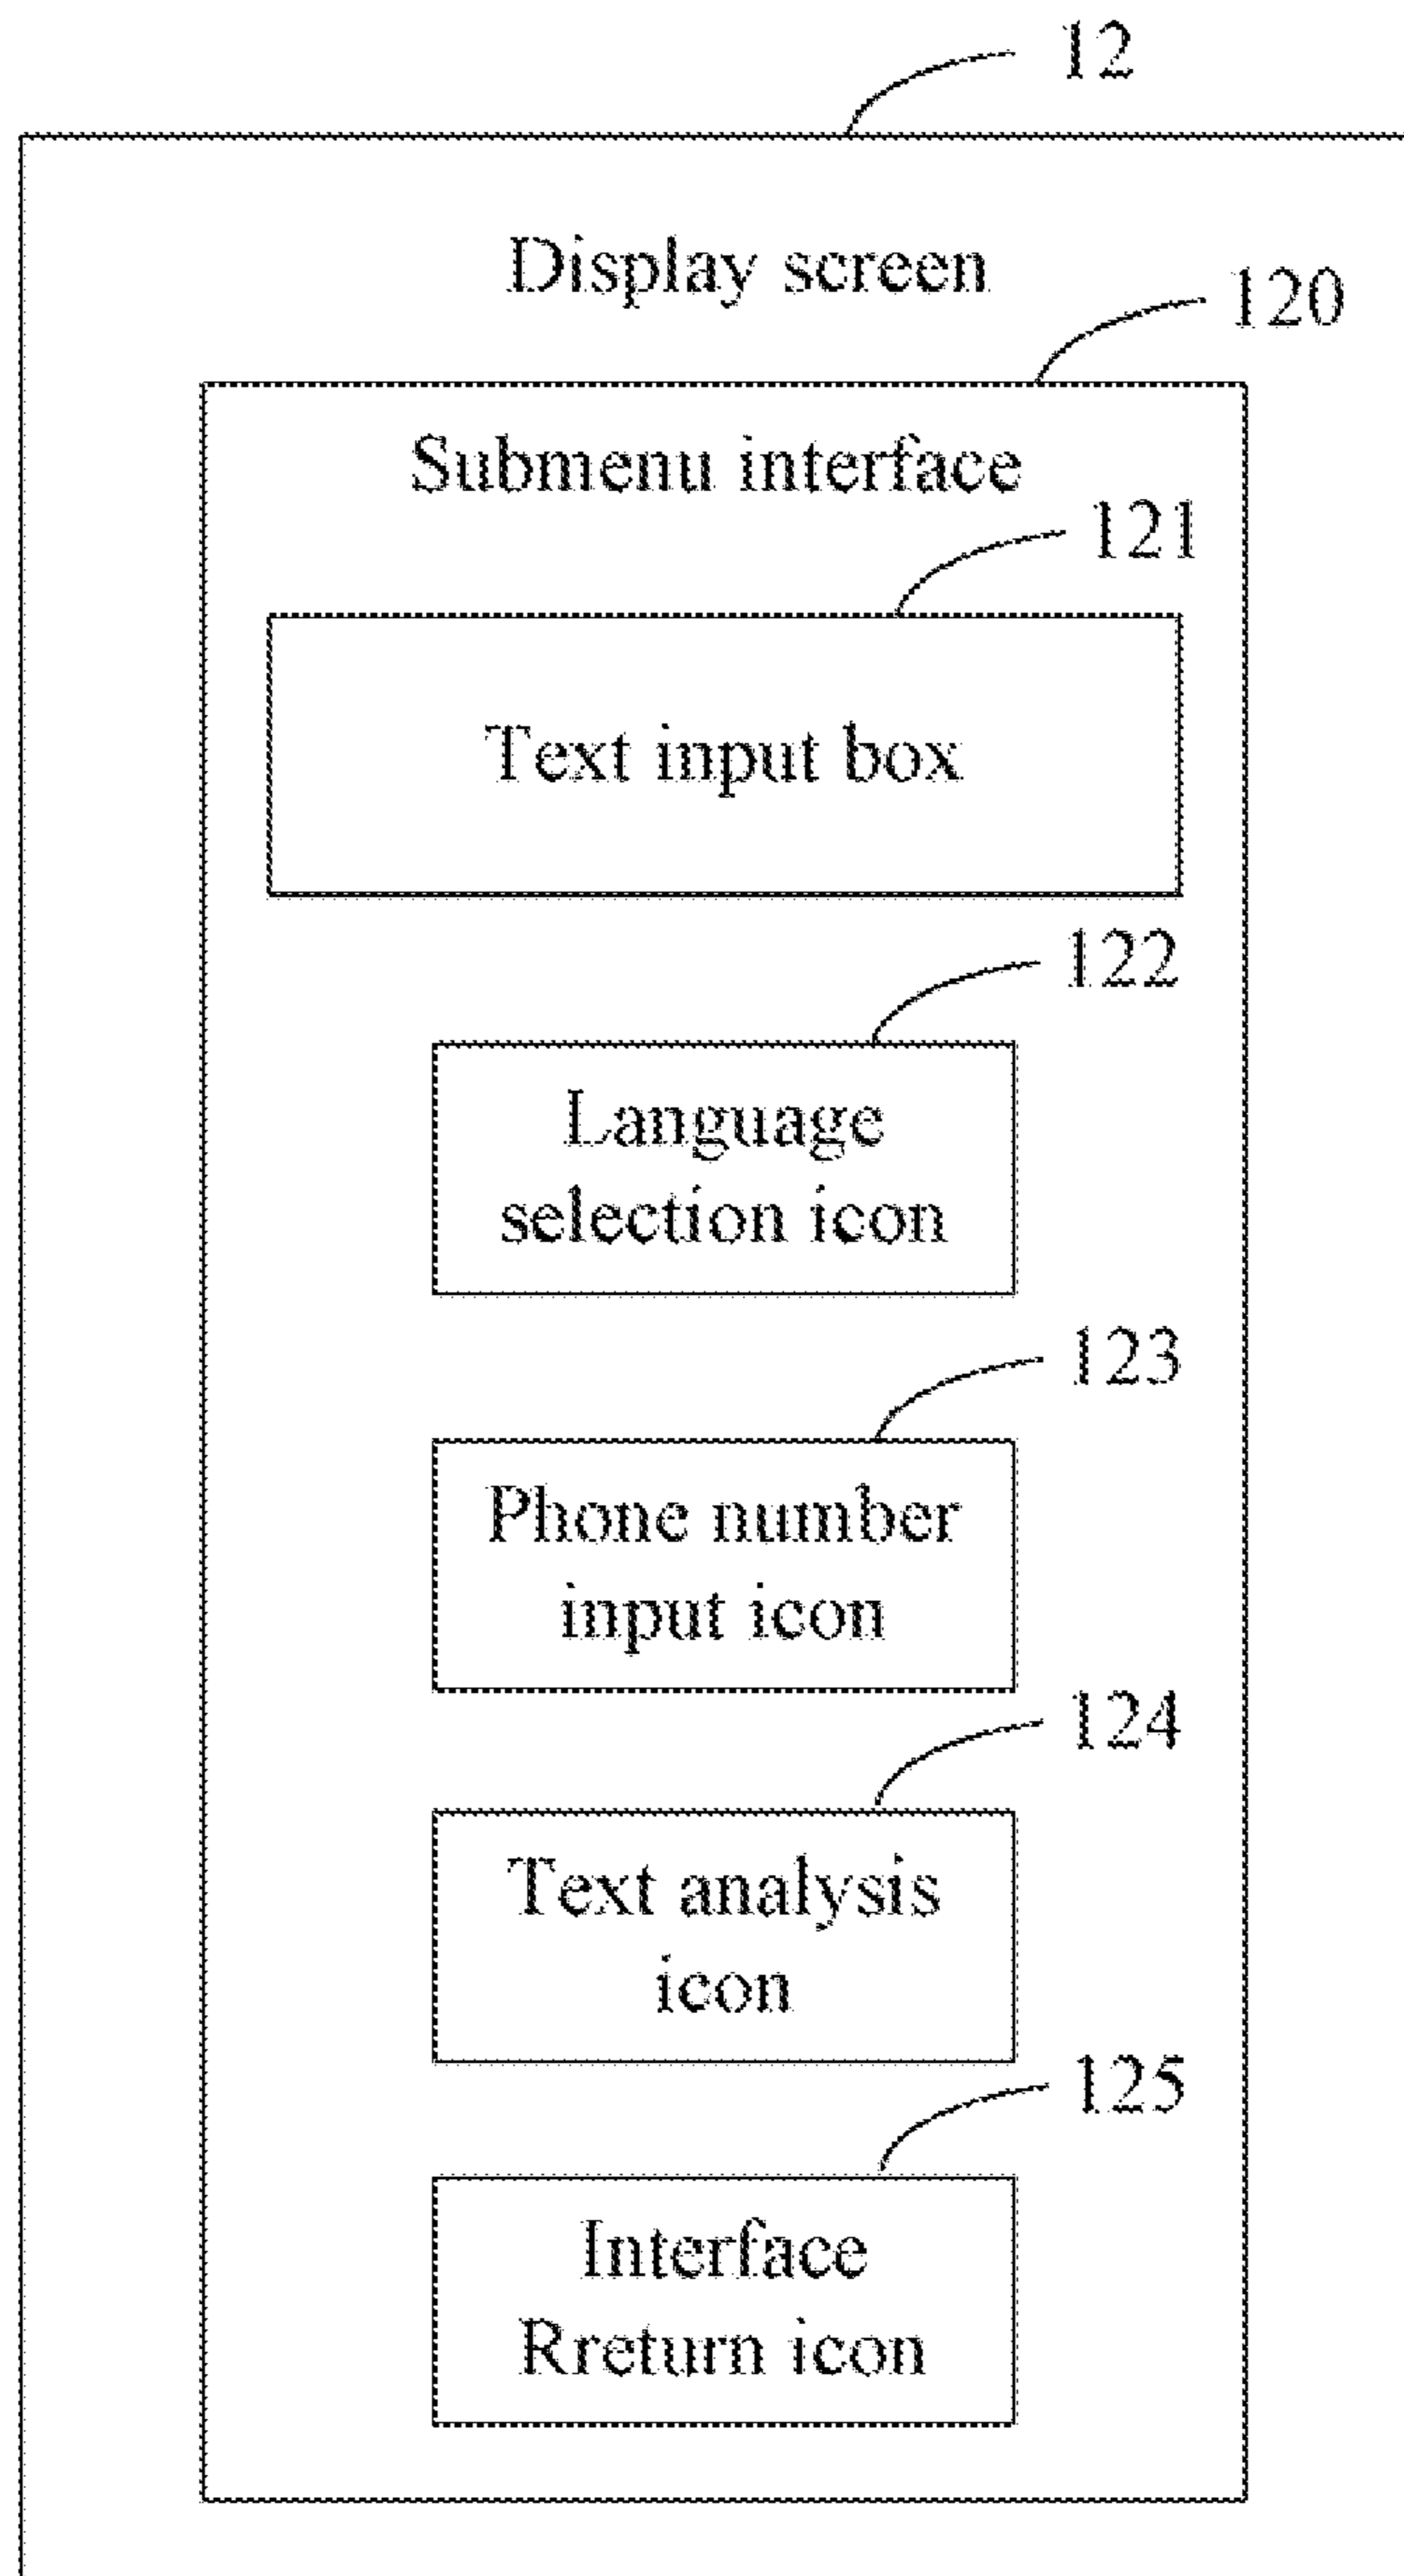 12
Display screen
120
Submenu interface
121
Text input box
122
Language
selection icon
123
Phone number
input icon
124
Text analysis
icon
125
Interface
Rreturn icon